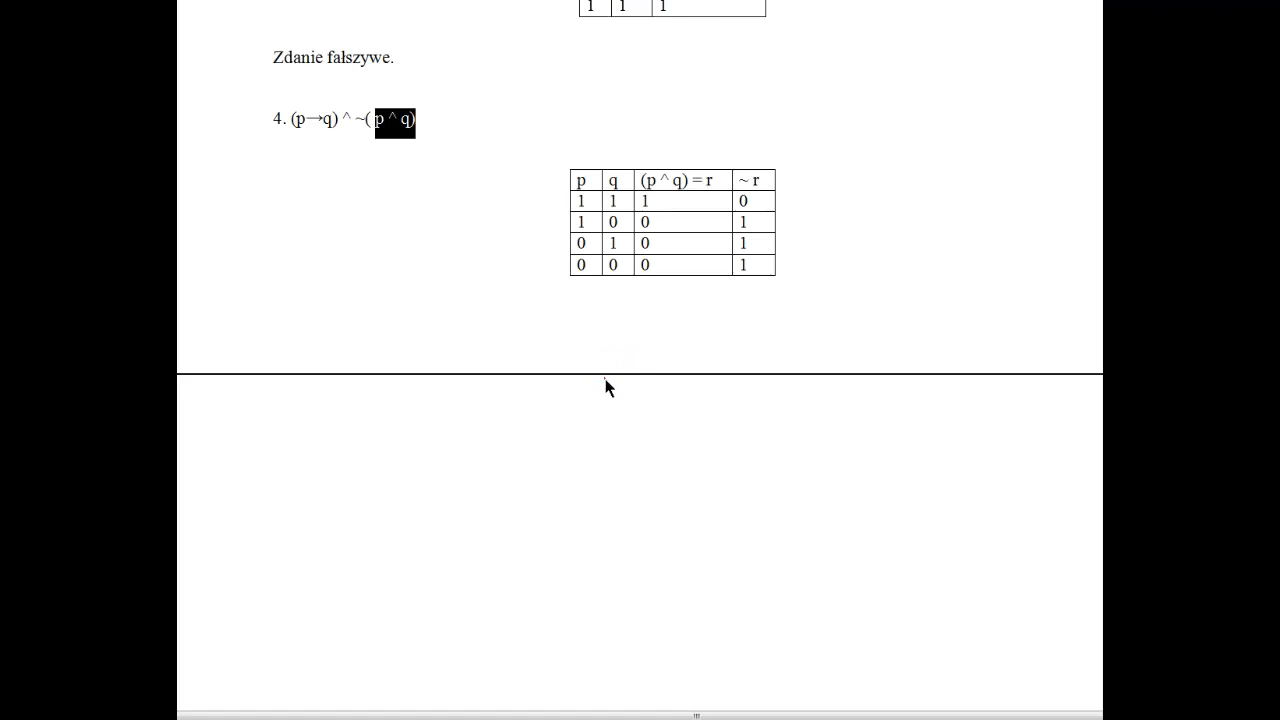 1 1 1
Zdanie fałszywe.
4. (p→q) ^ ~( p ^ q)
p q (p ^ q) = r ~ r
1 1 1 0
1 0 0 1
0 1 0 1
0 0 0 1